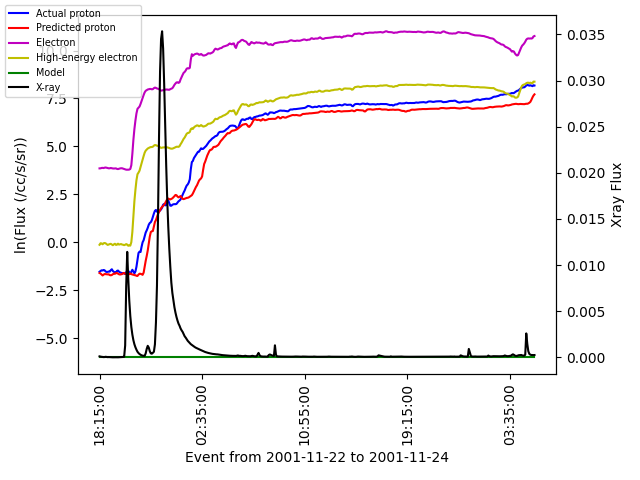 Actual proton
Predicted proton
Electron
High-energy electron
Model
X-ray
10.0
7.5
5.0
2.5
0.0
−2.5
−5.0
ln(Flux (/cc/s/sr))
0.035
0.030
0.025
0.020
0.015
0.010
0.005
0.000
Xray Flux
18:15:00
02:35:00
10:55:00
19:15:00
03:35:00
Event from 2001-11-22 to 2001-11-24